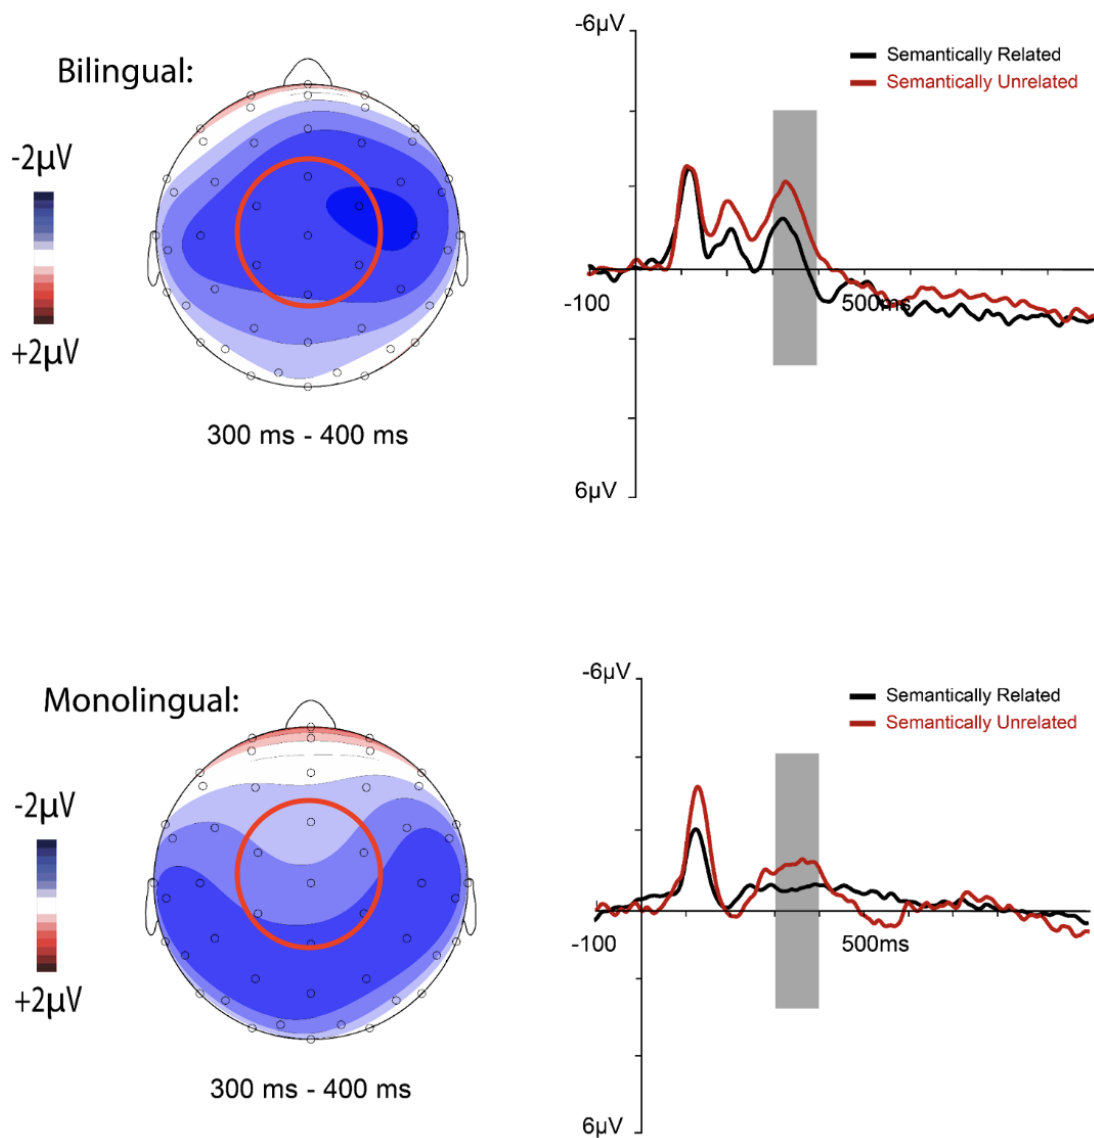 Bilingual:
-2µV
+2µV
300 ms - 400 ms
-6µV
Semantically Related
Semantically Unrelated
-100
500ms
6µV
Monolingual:
-2µV
+2µV
300 ms - 400 ms
-6µV
Semantically Related
Semantically Unrelated
-100
500ms
6µV